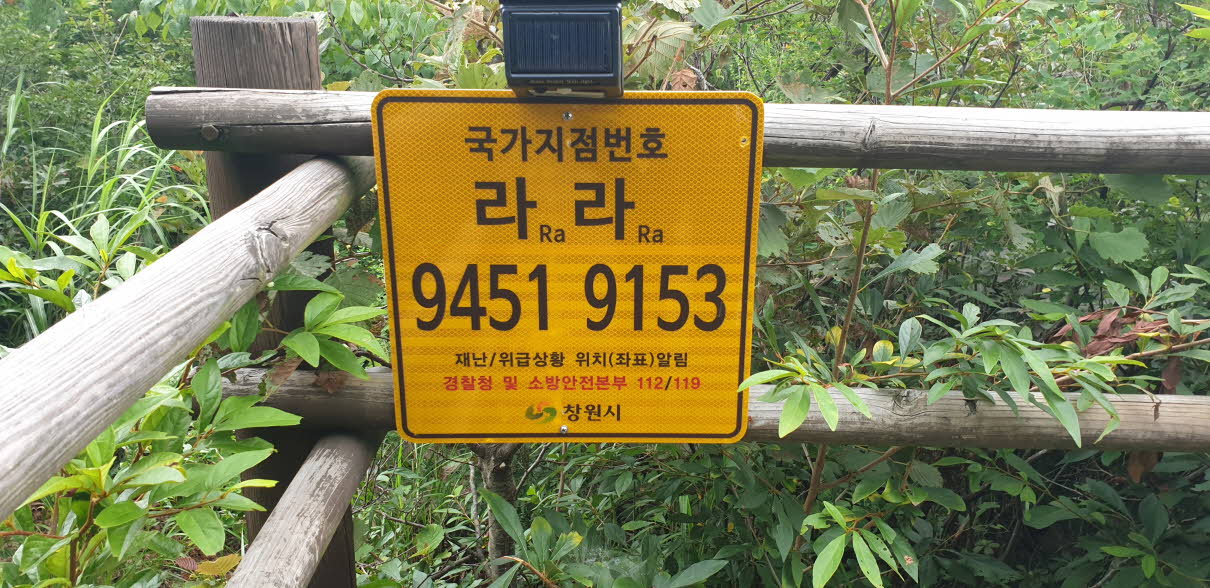 국가지점번호
라Ra 라Ra
9451 9153
재난/위급상황 위치(좌표)알림
경찰청 및 소방안전본부 112/119
창원시